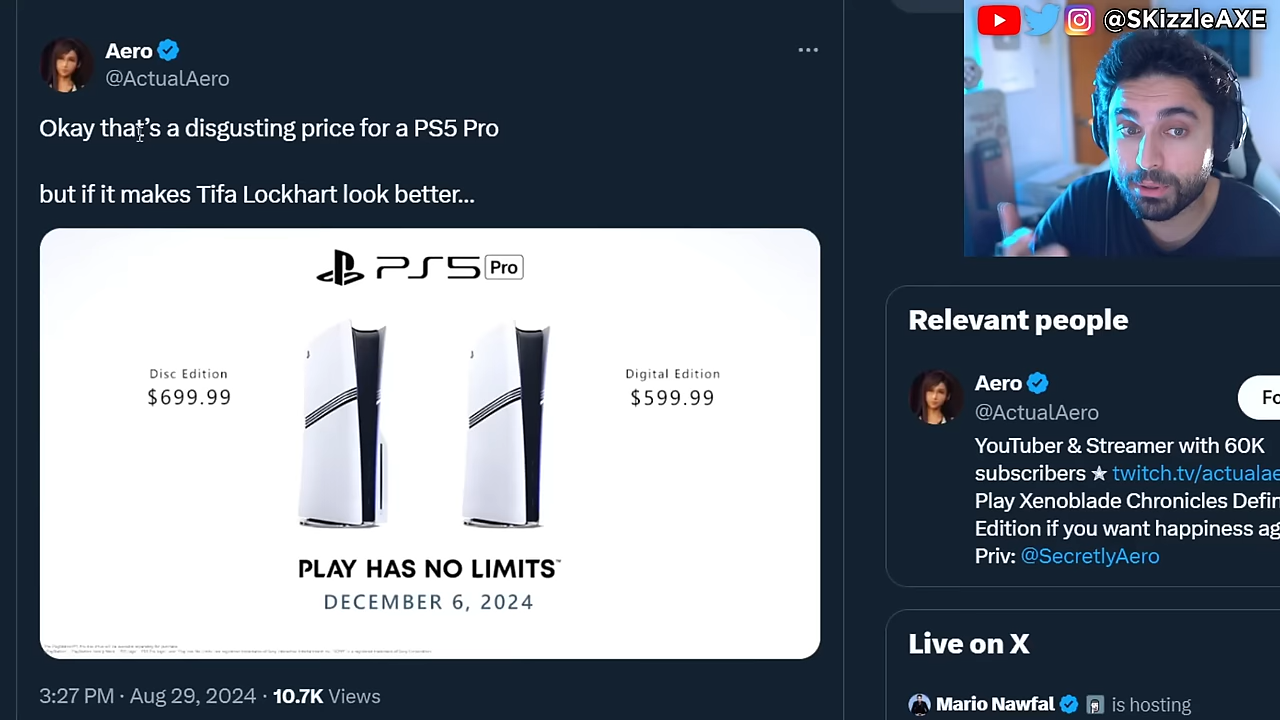 @SKizzleAXE
Aero
@ActualAero
Okay that's a disgusting price for a PS5 Pro
but if it makes Tifa Lockhart look better...
PS5 Pro
Disc Edition
$699.99
Digital Edition
$599.99
PLAY HAS NO LIMITS™
DECEMBER 6, 2024
3:27 PM · Aug 29, 2024 · 10.7K Views
Relevant people
Aero
@ActualAero
Fo
YouTuber & Streamer with 60K
subscribers ★ twitch.tv/actualae
Play Xenoblade Chronicles Defin
Edition if you want happiness ag
Priv: @SecretlyAero
Live on X
Mario Nawfal is hosting